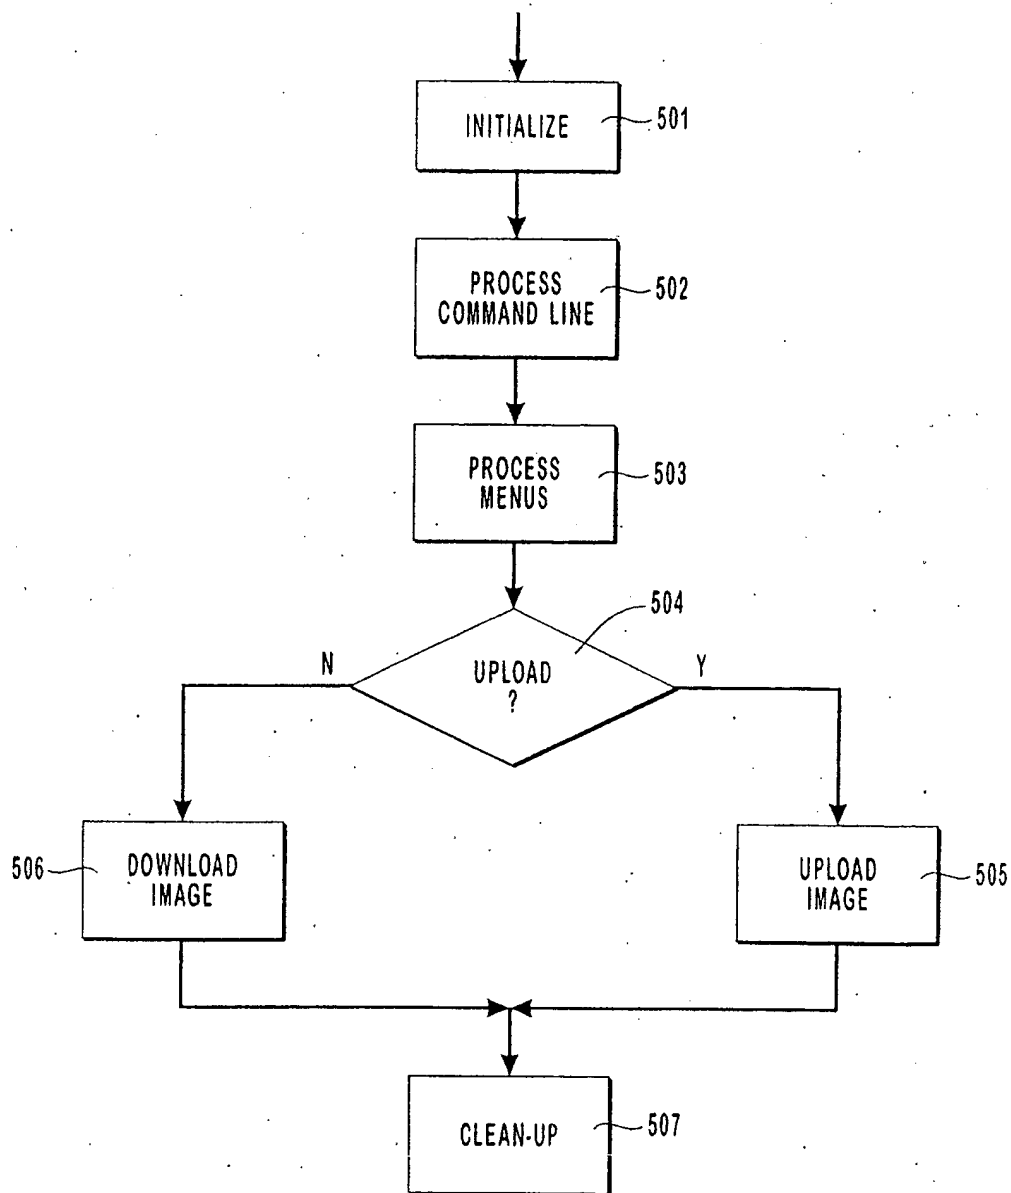 INITIALIZE
501
PROCESS
COMMAND LINE
502
PROCESS
MENUS
503
504
N
UPLOAD
?
Y
506
DOWNLOAD
IMAGE
UPLOAD
IMAGE
505
CLEAN-UP
507